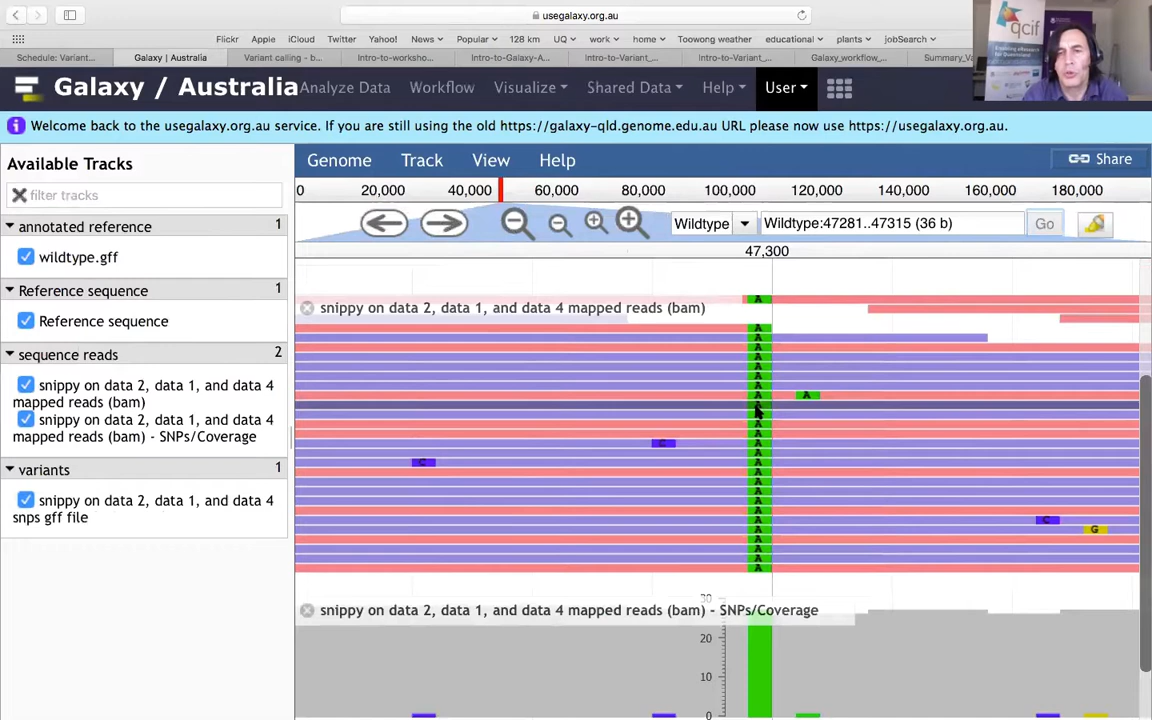 usegalaxy.org.au
Flickr Apple iCloud Twitter Yahoo! News Popular 128 km UQ work home Toowong weather educational plants jobSearch
Schedule: Variant... Galaxy | Australia Variant calling - b... Intro-to-worksho... Intro-to-Galaxy-A... Intro-to-Variant_... Intro-to-Variant_... Galaxy_workflow_... Summary_Va
qcif
Galaxy / Australia Analyze Data Workflow Visualize Shared Data Help User
Welcome back to the usegalaxy.org.au service. If you are still using the old https://galaxy-qld.genome.edu.au URL please now use https://usegalaxy.org.au.
Available Tracks
filter tracks
annotated reference 1
wildtype.gff
Reference sequence 1
Reference sequence
sequence reads 2
snippy on data 2, data 1, and data 4
mapped reads (bam)
snippy on data 2, data 1, and data 4
mapped reads (bam) - SNPs/Coverage
variants 1
snippy on data 2, data 1, and data 4
snps gff file
Genome Track View Help Share
0 20,000 40,000 60,000 80,000 100,000 120,000 140,000 160,000 180,000
Wildtype Wildtype:47281..47315 (36 b) Go
47,300
A
snippy on data 2, data 1, and data 4 mapped reads (bam)
A
A
A
A
A
A
A
A A
A
A
A
A
C A
A
C A
A
A
A
A
A
A C
A G
A
A
A
A
30
snippy on data 2, data 1, and data 4 mapped reads (bam) - SNPs/Coverage
20
10
0